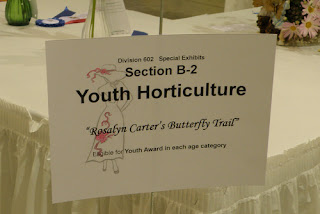 Division 602 Special Exhibits
Section B-2
Youth Horticulture
"Rosalyn Carter's Butterfly Trail"
Eligible for Youth Award in each age category